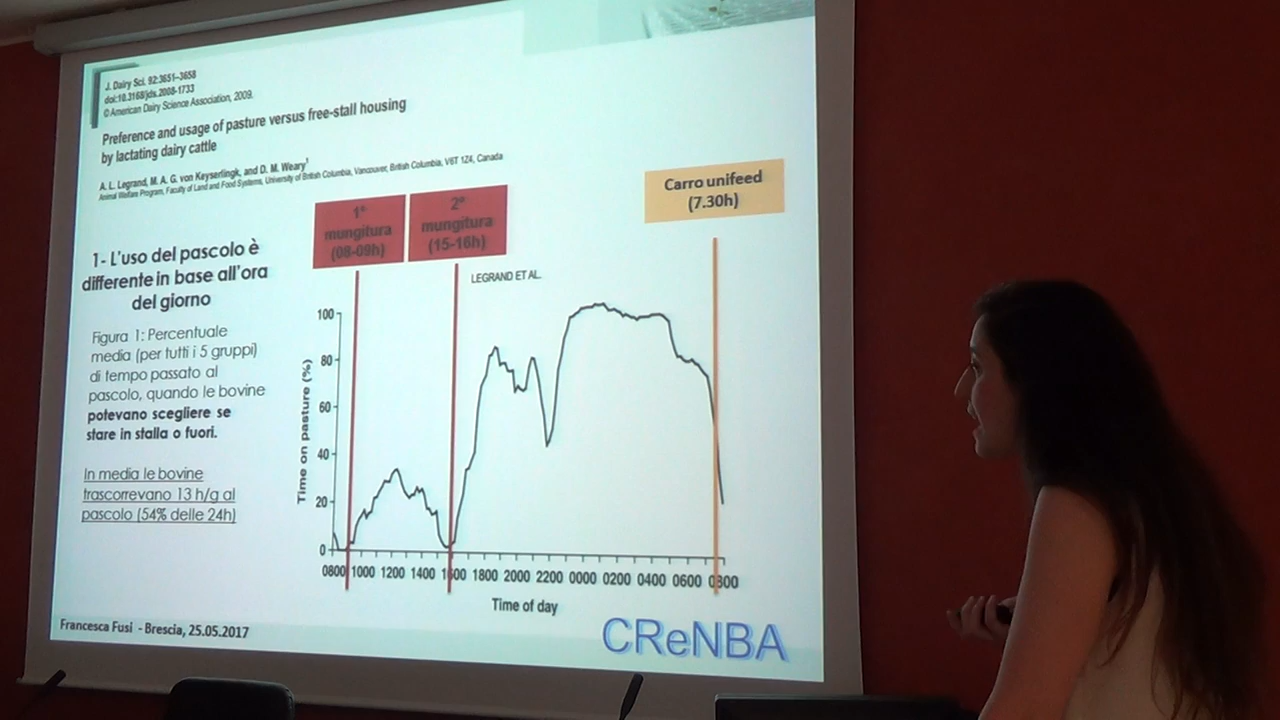 J. Dairy Sci. 92:3651–3658
doi:10.3168/jds.2008-1733
© American Dairy Science Association, 2009.
Preference and usage of pasture versus free-stall housing
by lactating dairy cattle
A. L. Legrand, M. A. G. von Keyserlingk, and D. M. Weary1
Animal Welfare Program, Faculty of Land and Food Systems, University of British Columbia, Vancouver, British Columbia, V6T 1Z4, Canada
1- L'uso del pascolo è
differente in base all'ora
del giorno
Figura 1: Percentuale
media (per tutti i 5 gruppi)
di tempo passato al
pascolo, quando le bovine
potevano scegliere se
stare in stalla o fuori.
In media le bovine
trascorrevano 13 h/g al
pascolo (54% delle 24h)
1°
mungitura
(08-09h)
2°
mungitura
(15-16h)
Carro unifeed
(7.30h)
LEGRAND ET AL.
Time on pasture (%)
100
80
60
40
20
0
0800 1000 1200 1400 1600 1800 2000 2200 0000 0200 0400 0600 0800
Time of day
Francesca Fusi - Brescia, 25.05.2017
CReNBA